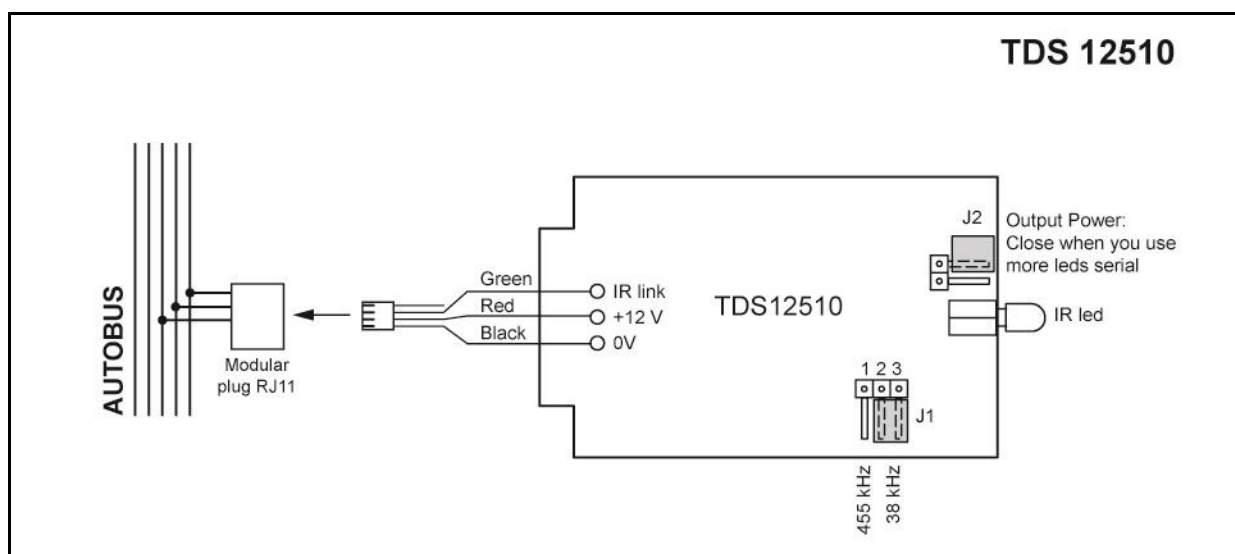 TDS 12510
AUTOBUS
Modular
plug RJ11
Green
Red
Black
IR link
+12 V
0V
TDS12510
J2
Output Power:
Close when you use
more leds serial
IR led
1 2 3
J1
455 kHz
38 kHz